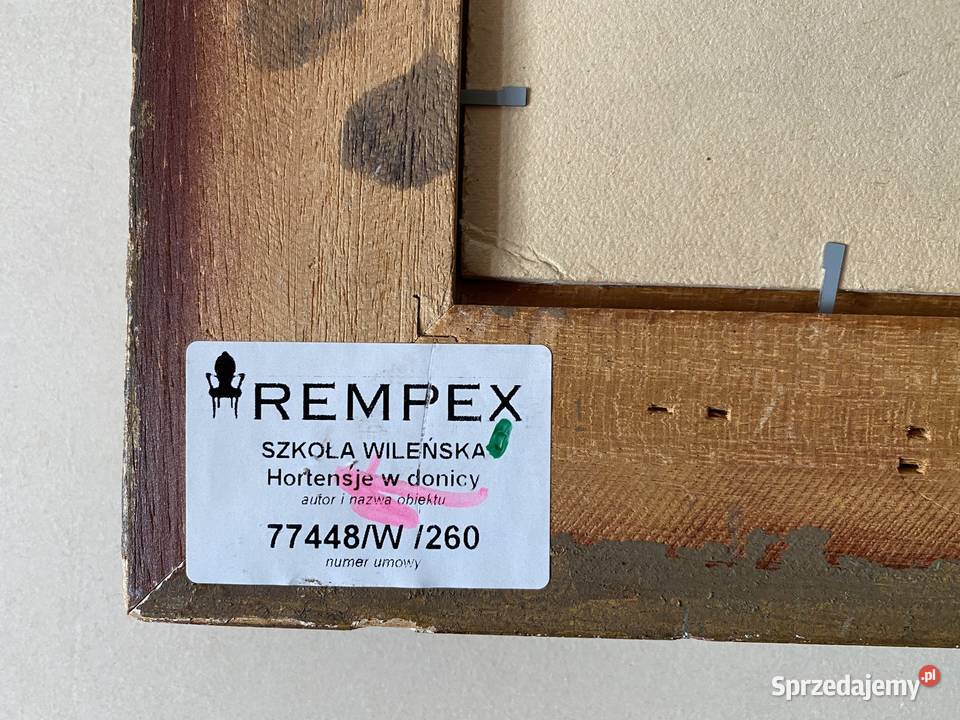 REMPEX
SZKOŁA WILEŃSKA
Hortensje w donicy
autor i nazwa obiektu
77448/W /260
numer umowy
Sprzedajemy.pl